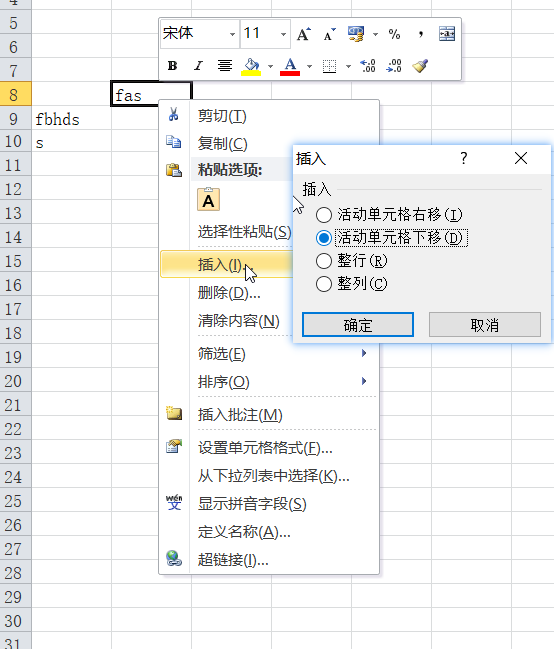 4
5
宋体 11 A A % ,
6
B I A .00 .0
7
8 fas
9 fbhds
10 s
11
12
13
14
15
16
17
18
19
20
21
22
23
24
25
26
27
28
29
30
31
剪切(T)
复制(C)
粘贴选项:
A
选择性粘贴(S)
插入(I)...
删除(D)...
清除内容(N)
筛选(E)
排序(O)
插入批注(M)
设置单元格格式(F)...
从下拉列表中选择(K)...
wén 文 显示拼音字段(S)
定义名称(A)...
超链接(I)...
插入 ?
插入
活动单元格右移(I)
活动单元格下移(D)
整行(R)
整列(C)
确定 取消